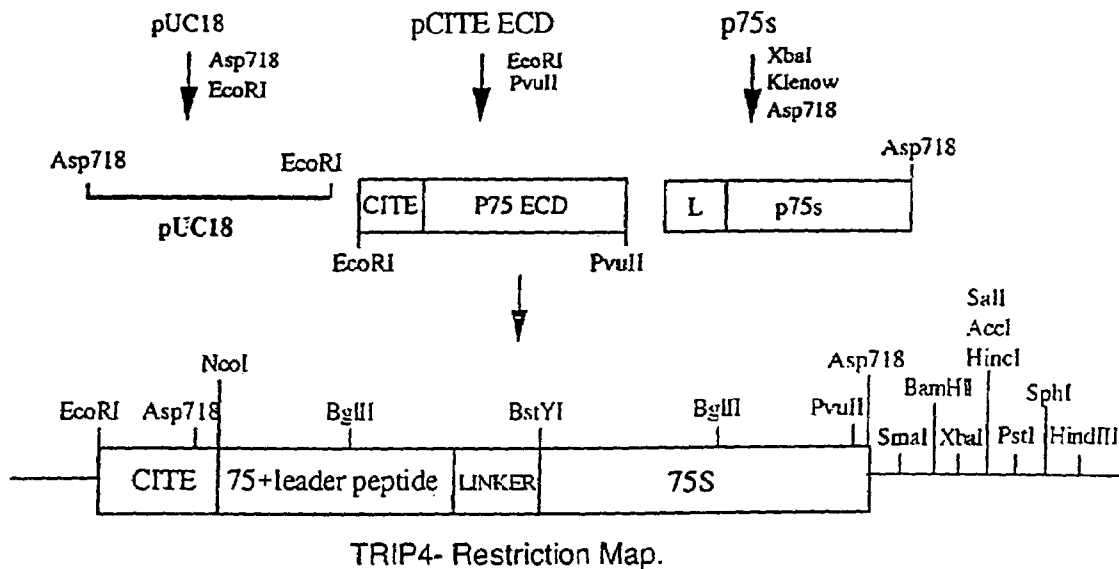 pUC18
pCITE ECD
p75s
Asp718
EcoRI
EcoRI
PvuII
XbaI
Klenow
Asp718
Asp718
EcoRI
pUC18
CITE
P75 ECD
EcoRI
PvuII
L
p75s
Asp718
EcoRI
Asp718
NcoI
BglII
BstYI
BglII
PvuII
Asp718
SmaI
BamHI
XbaI
SalI
AccI
HincI
PstI
SphI
HindIII
CITE
75+leader peptide
LINKER
75S
TRIP4- Restriction Map.